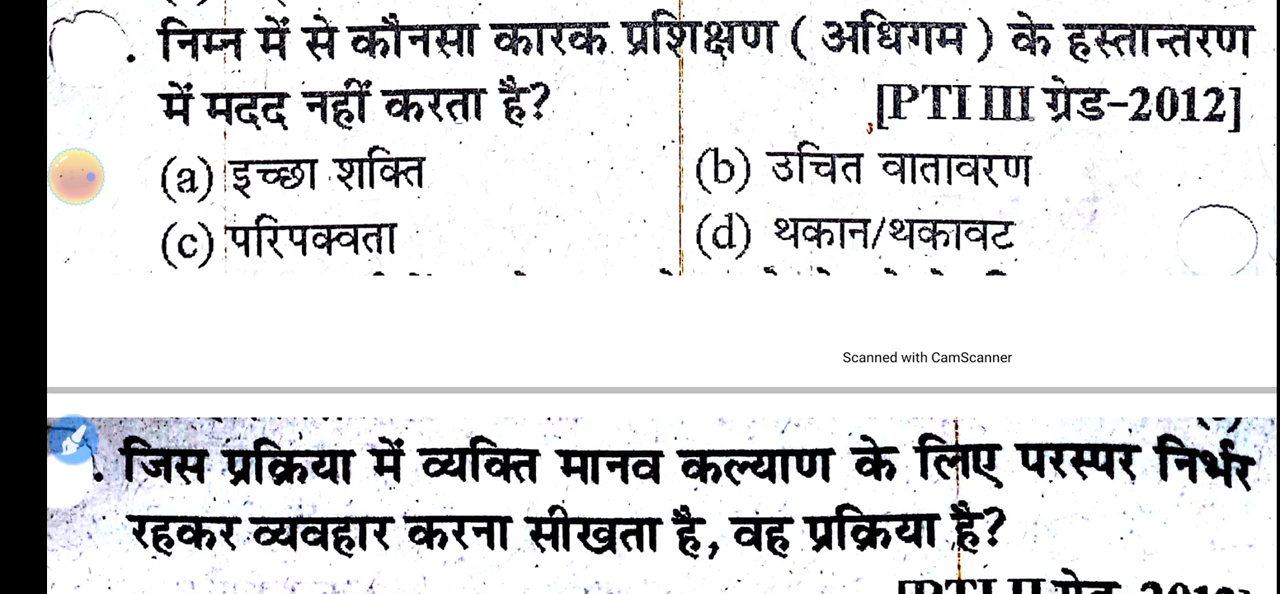 . निम्न में से कौनसा कारक प्रशिक्षण ( अधिगम ) के हस्तान्तरण
में मदद नहीं करता है? [PTI III ग्रेड-2012]
(a) इच्छा शक्ति (b) उचित वातावरण
(c) परिपक्वता (d) थकान/थकावट
Scanned with CamScanner
. जिस प्रक्रिया में व्यक्ति मानव कल्याण के लिए परस्पर निर्भर
रहकर व्यवहार करना सीखता है, वह प्रक्रिया है?